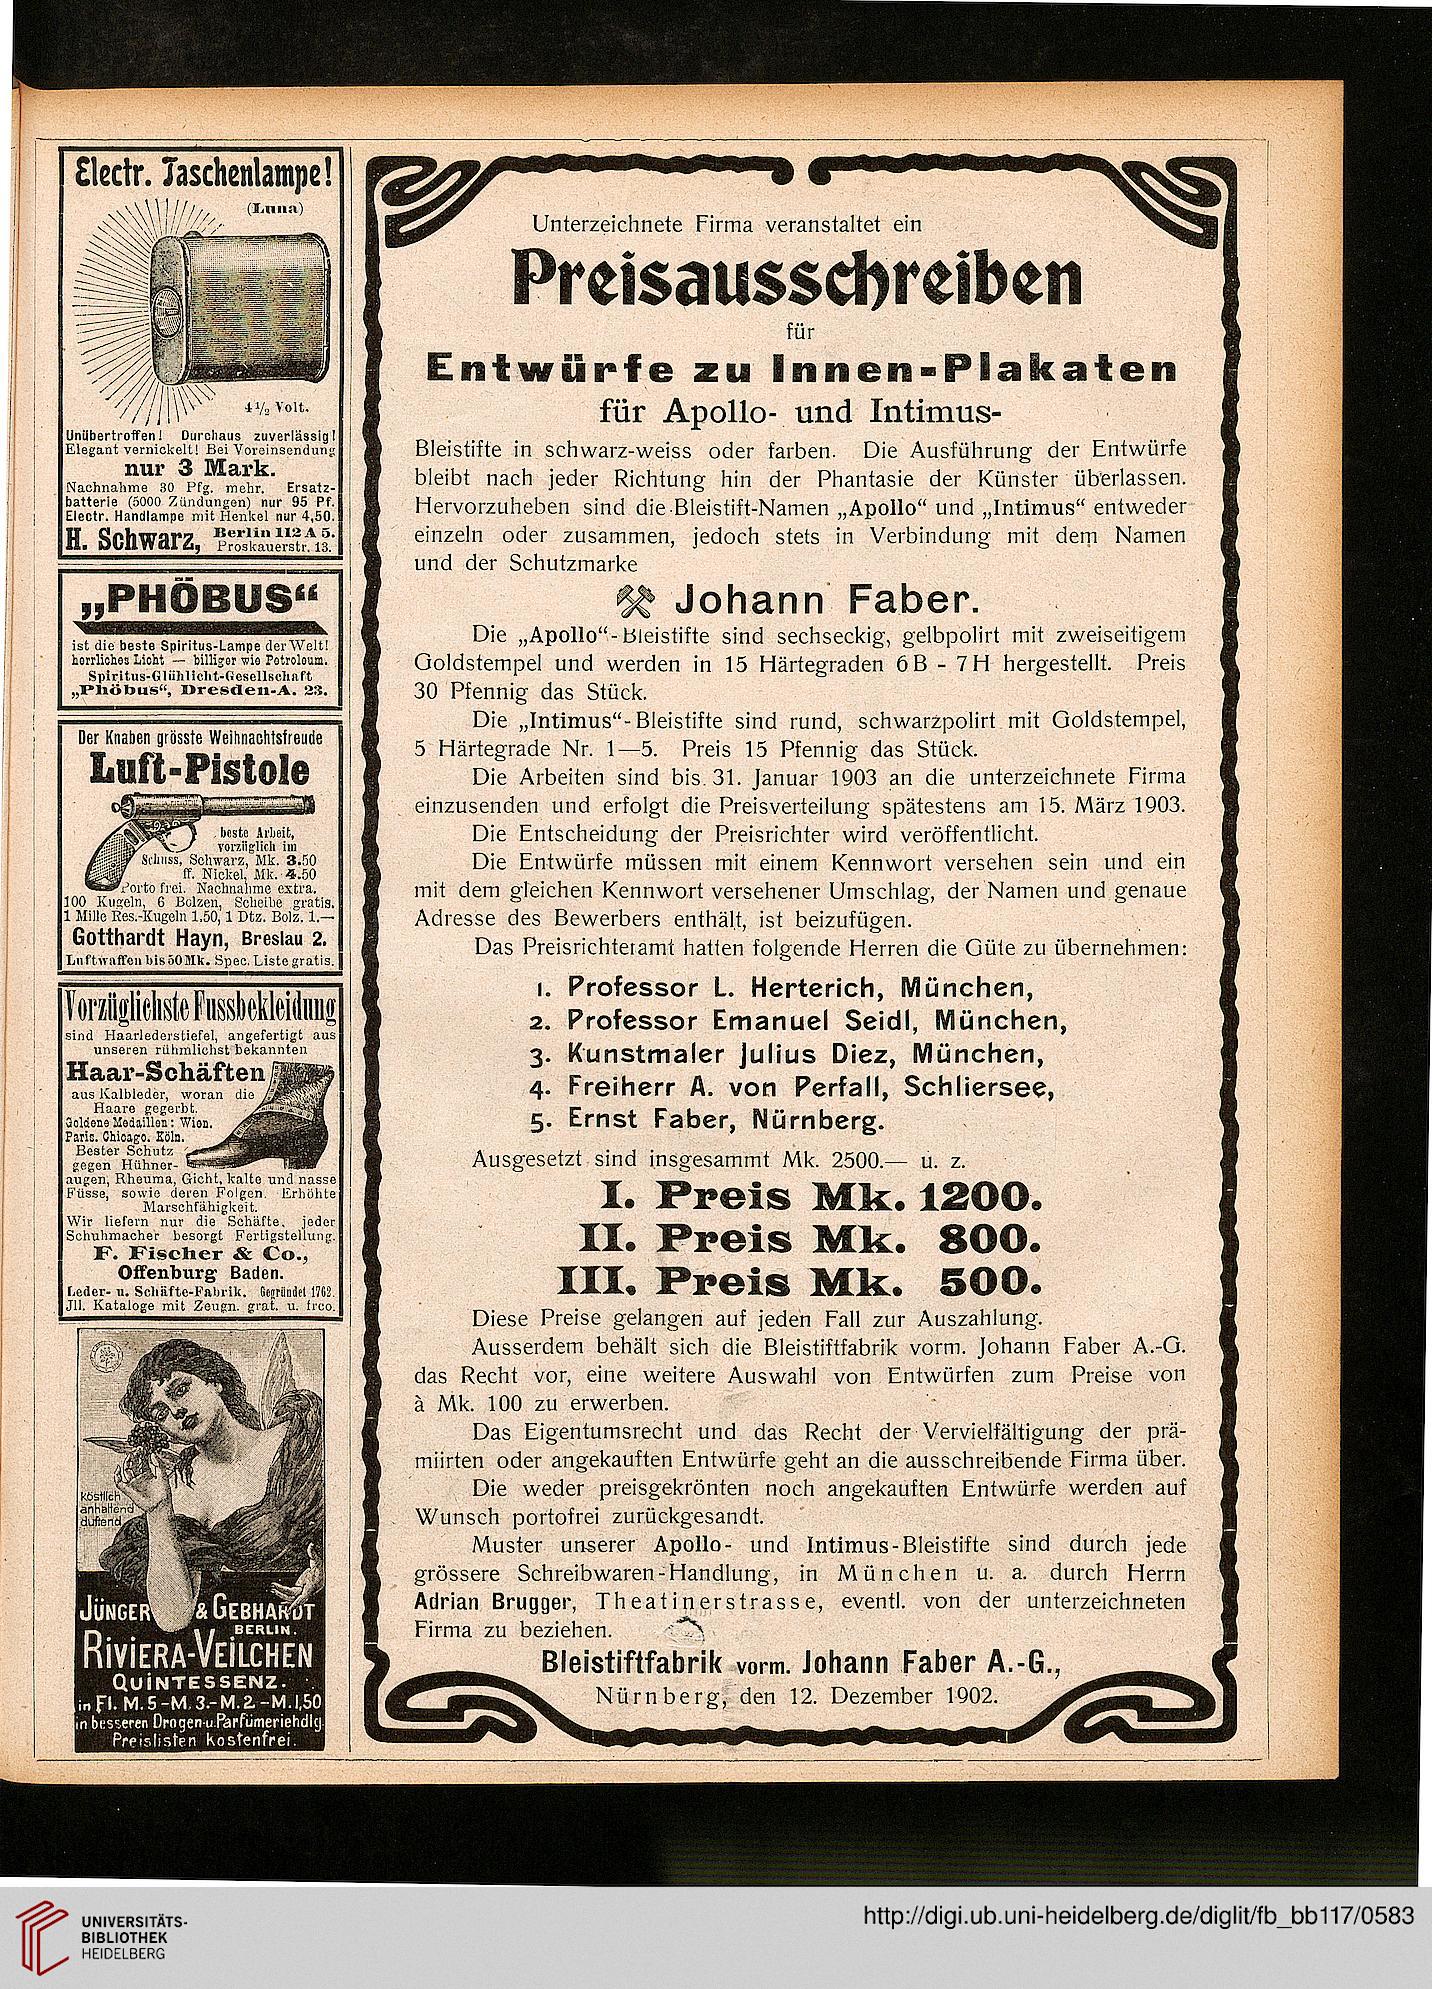 Electr. Taschenlampe!
(Luna)
4½ Volt.
Unübertroffen! Durchaus zuverlässig!
Elegant vernickelt! Bei Voreinsendung
nur 3 Mark.
Nachnahme 30 Pfg. mehr. Ersatz-
batterie (5000 Zündungen) nur 95 Pf.
Electr. Handlampe mit Henkel nur 4,50.
H. Schwarz, Berlin 112 A 5.
Proskauerstr. 13.
„PHÖBUS“
ist die beste Spiritus-Lampe der Welt!
herrliches Licht — billiger wie Petroleum.
Spiritus-Glühlicht-Gesellschaft
„Phöbus“, Dresden-A. 23.
Der Knaben grösste Weihnachtsfreude
Luft-Pistole
beste Arbeit,
vorzüglich im
Schuss, Schwarz, Mk. 3.50
ff. Nickel, Mk. 4.50
Porto frei. Nachnahme extra.
100 Kugeln, 6 Bolzen, Scheibe gratis.
1 Mille Res.-Kugeln 1.50, 1 Dtz. Bolz. 1.—
Gotthardt Hayn, Breslau 2.
Luftwaffen bis 50 Mk. Spec. Liste gratis.
Vorzüglichste Fussbekleidung
sind Haarlederstiefel, angefertigt aus
unseren rühmlichst bekannten
Haar-Schäften
aus Kalbleder, woran die
Haare gegerbt.
Goldene Medaillen: Wien.
Paris. Chicago. Köln.
Bester Schutz
gegen Hühner-
augen, Rheuma, Gicht, kalte und nasse
Füsse, sowie deren Folgen. Erhöhte
Marschfähigkeit.
Wir liefern nur die Schäfte, jeder
Schuhmacher besorgt Fertigstellung.
F. Fischer & Co.,
Offenburg Baden.
Leder- u. Schäfte-Fabrik. Gegründet 1762.
Jll. Kataloge mit Zeugn. grat. u. frco.
köstlich
anhaltend
duftend
JÜNGER & GEBHARDT
BERLIN.
RIVIERA-VEILCHEN
QUINTESSENZ.
in Fl. M. 5-M. 3.-M. 2-M. 1.50
in besseren Drogen-u. Parfümeriehdlg.
Preislisten kostenfrei.
Unterzeichnete Firma veranstaltet ein
Preisausschreiben
für
Entwürfe zu Innen-Plakaten
für Apollo- und Intimus-
Bleistifte in schwarz-weiss oder farben. Die Ausführung der Entwürfe
bleibt nach jeder Richtung hin der Phantasie der Künster überlassen.
Hervorzuheben sind die Bleistift-Namen „Apollo“ und „Intimus“ entweder
einzeln oder zusammen, jedoch stets in Verbindung mit dem Namen
und der Schutzmarke
Johann Faber.
Die „Apollo“-Bleistifte sind sechseckig, gelbpolirt mit zweiseitigem
Goldstempel und werden in 15 Härtegraden 6 B - 7 H hergestellt. Preis
30 Pfennig das Stück.
Die „Intimus“-Bleistifte sind rund, schwarzpolirt mit Goldstempel,
5 Härtegrade Nr. 1—5. Preis 15 Pfennig das Stück.
Die Arbeiten sind bis 31. Januar 1903 an die unterzeichnete Firma
einzusenden und erfolgt die Preisverteilung spätestens am 15. März 1903.
Die Entscheidung der Preisrichter wird veröffentlicht.
Die Entwürfe müssen mit einem Kennwort versehen sein und ein
mit dem gleichen Kennwort versehener Umschlag, der Namen und genaue
Adresse des Bewerbers enthält, ist beizufügen.
Das Preisrichteramt hatten folgende Herren die Güte zu übernehmen:
1. Professor L. Herterich, München,
2. Professor Emanuel Seidl, München,
3. Kunstmaler Julius Diez, München,
4. Freiherr A. von Perfall, Schliersee,
5. Ernst Faber, Nürnberg.
Ausgesetzt sind insgesammt Mk. 2500.— u. z.
I. Preis Mk. 1200.
II. Preis Mk. 800.
III. Preis Mk. 500.
Diese Preise gelangen auf jeden Fall zur Auszahlung.
Ausserdem behält sich die Bleistiftfabrik vorm. Johann Faber A.-G.
das Recht vor, eine weitere Auswahl von Entwürfen zum Preise von
à Mk. 100 zu erwerben.
Das Eigentumsrecht und das Recht der Vervielfältigung der prä-
miirten oder angekauften Entwürfe geht an die ausschreibende Firma über.
Die weder preisgekrönten noch angekauften Entwürfe werden auf
Wunsch portofrei zurückgesandt.
Muster unserer Apollo- und Intimus-Bleistifte sind durch jede
grössere Schreibwaren-Handlung, in München u. a. durch Herrn
Adrian Brugger, Theatinerstrasse, eventl. von der unterzeichneten
Firma zu beziehen.
Bleistiftfabrik vorm. Johann Faber A.-G.,
Nürnberg, den 12. Dezember 1902.
UNIVERSITÄTS-
BIBLIOTHEK
HEIDELBERG
http://digi.ub.uni-heidelberg.de/diglit/fb_bb117/0583